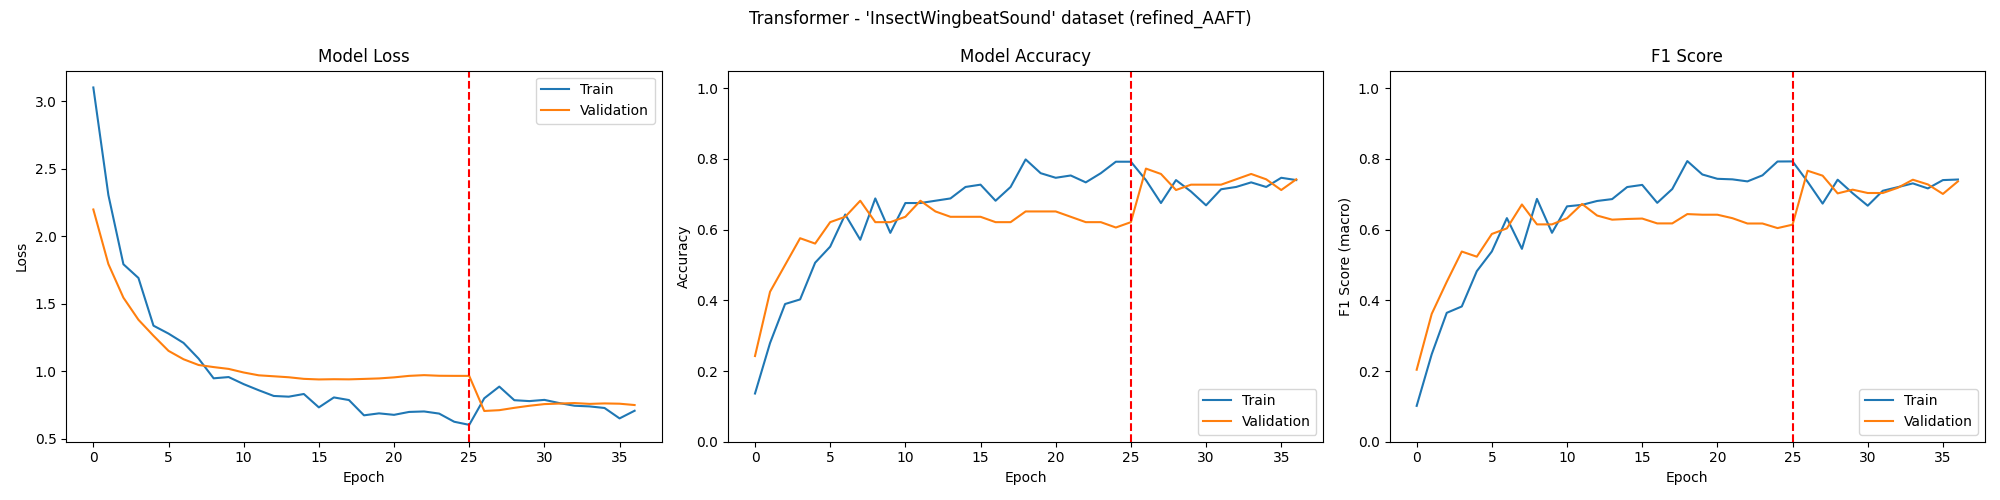 Transformer - 'InsectWingbeatSound' dataset (refined_AAFT)
Model Loss
Loss
3.0
2.5
2.0
1.5
1.0
0.5
0 5 10 15 20 25 30 35
Epoch
Train
Validation
Model Accuracy
Accuracy
1.0
0.8
0.6
0.4
0.2
0.0
0 5 10 15 20 25 30 35
Epoch
Train
Validation
F1 Score
F1 Score (macro)
1.0
0.8
0.6
0.4
0.2
0.0
0 5 10 15 20 25 30 35
Epoch
Train
Validation